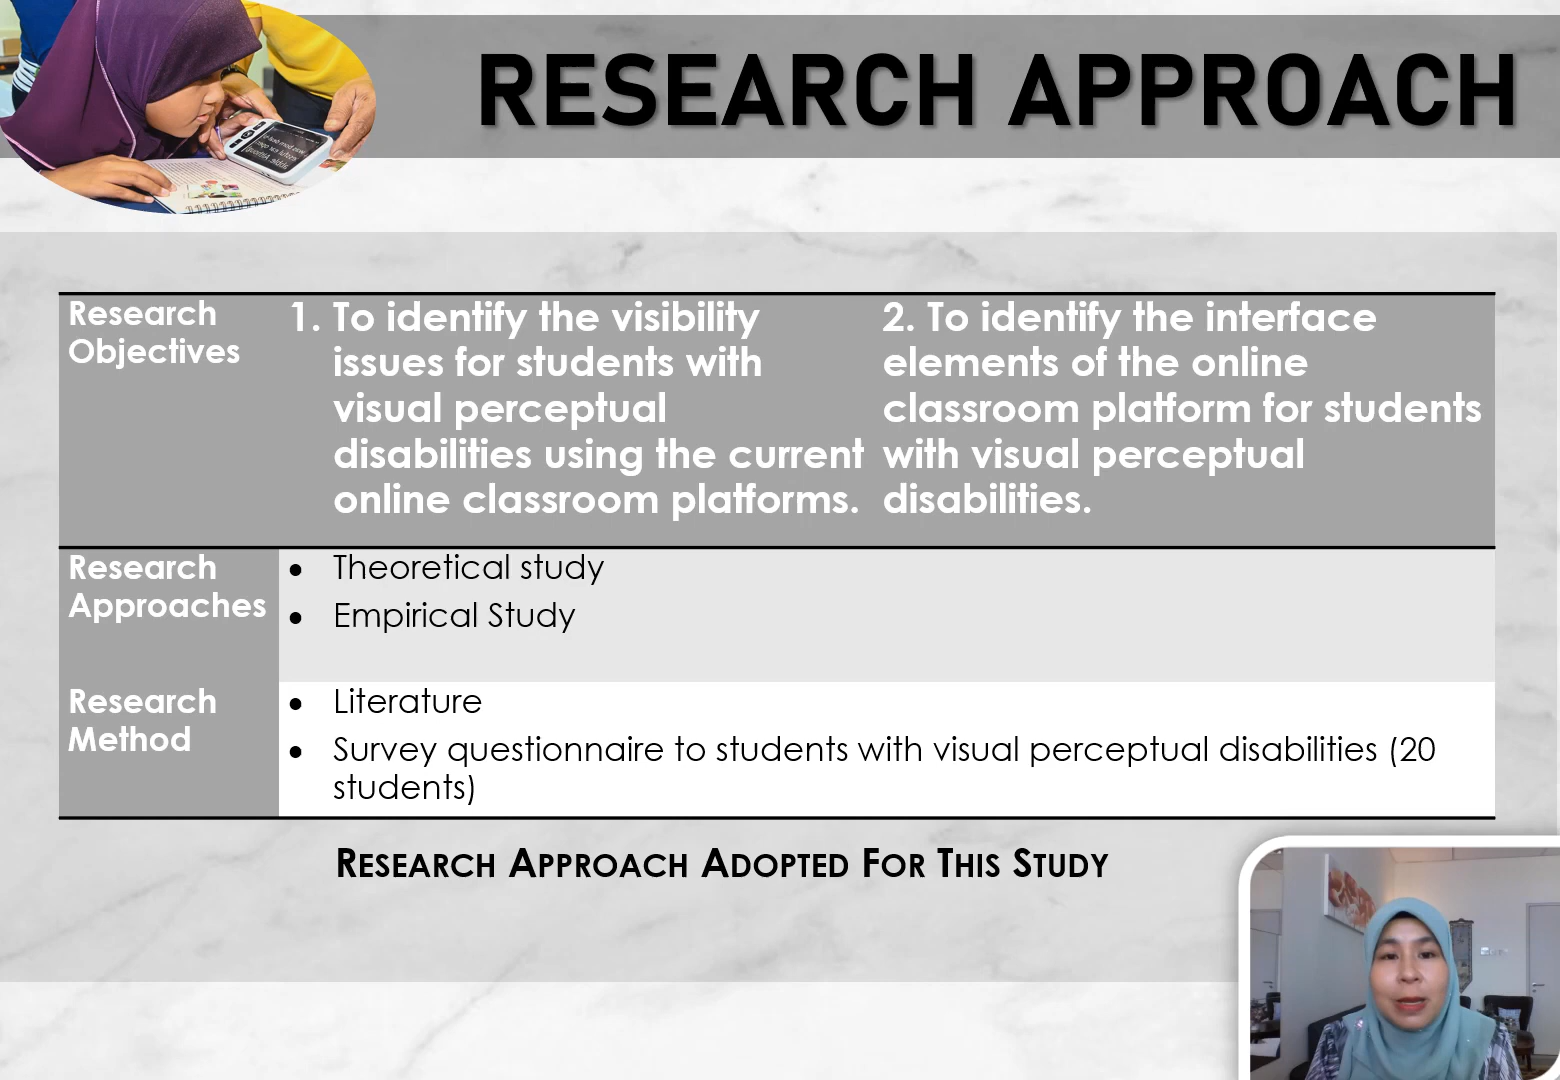 RESEARCH APPROACH
Research
Objectives
1. To identify the visibility
issues for students with
visual perceptual
disabilities using the current
online classroom platforms.
2. To identify the interface
elements of the online
classroom platform for students
with visual perceptual
disabilities.
Research
Approaches
• Theoretical study
• Empirical Study
Research
Method
• Literature
• Survey questionnaire to students with visual perceptual disabilities (20
students)
RESEARCH APPROACH ADOPTED FOR THIS STUDY